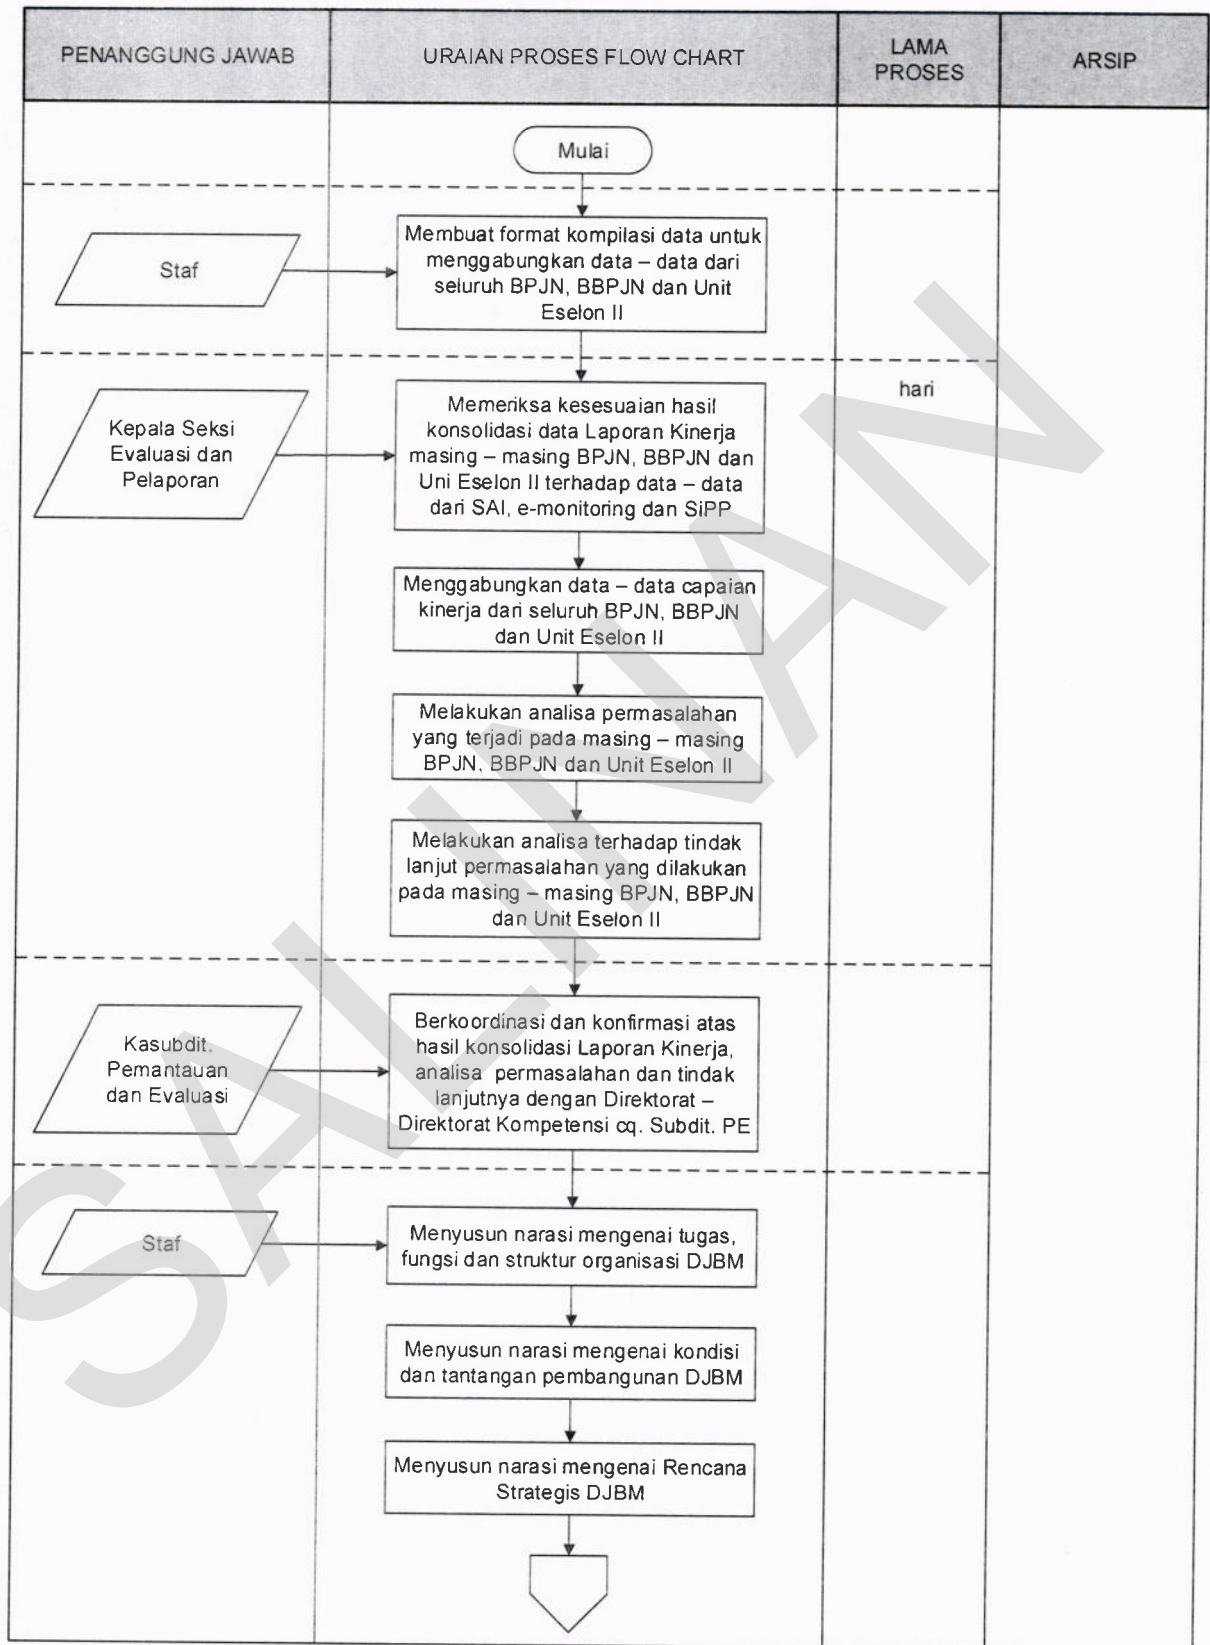 PENANGGUNG JAWAB
URAIAN PROSES FLOW CHART
LAMA
PROSES
ARSIP
Mulai
Staf
Membuat format kompilasi data untuk
menggabungkan data – data dari
seluruh BPJN, BBPJN dan Unit
Eselon II
hari
Kepala Seksi
Evaluasi dan
Pelaporan
Memeriksa kesesuaian hasil
konsolidasi data Laporan Kinerja
masing – masing BPJN, BBPJN dan
Uni Eselon II terhadap data – data
dari SAI, e-monitoring dan SiPP
Menggabungkan data – data capaian
kinerja dari seluruh BPJN, BBPJN
dan Unit Eselon II
Melakukan analisa permasalahan
yang terjadi pada masing – masing
BPJN, BBPJN dan Unit Eselon II
Melakukan analisa terhadap tindak
lanjut permasalahan yang dilakukan
pada masing – masing BPJN, BBPJN
dan Unit Eselon II
Kasubdit.
Pemantauan
dan Evaluasi
Berkoordinasi dan konfirmasi atas
hasil konsolidasi Laporan Kinerja,
analisa permasalahan dan tindak
lanjutnya dengan Direktorat –
Direktorat Kompetensi cq. Subdit. PE
Staf
Menyusun narasi mengenai tugas,
fungsi dan struktur organisasi DJBM
Menyusun narasi mengenai kondisi
dan tantangan pembangunan DJBM
Menyusun narasi mengenai Rencana
Strategis DJBM
SALINAN